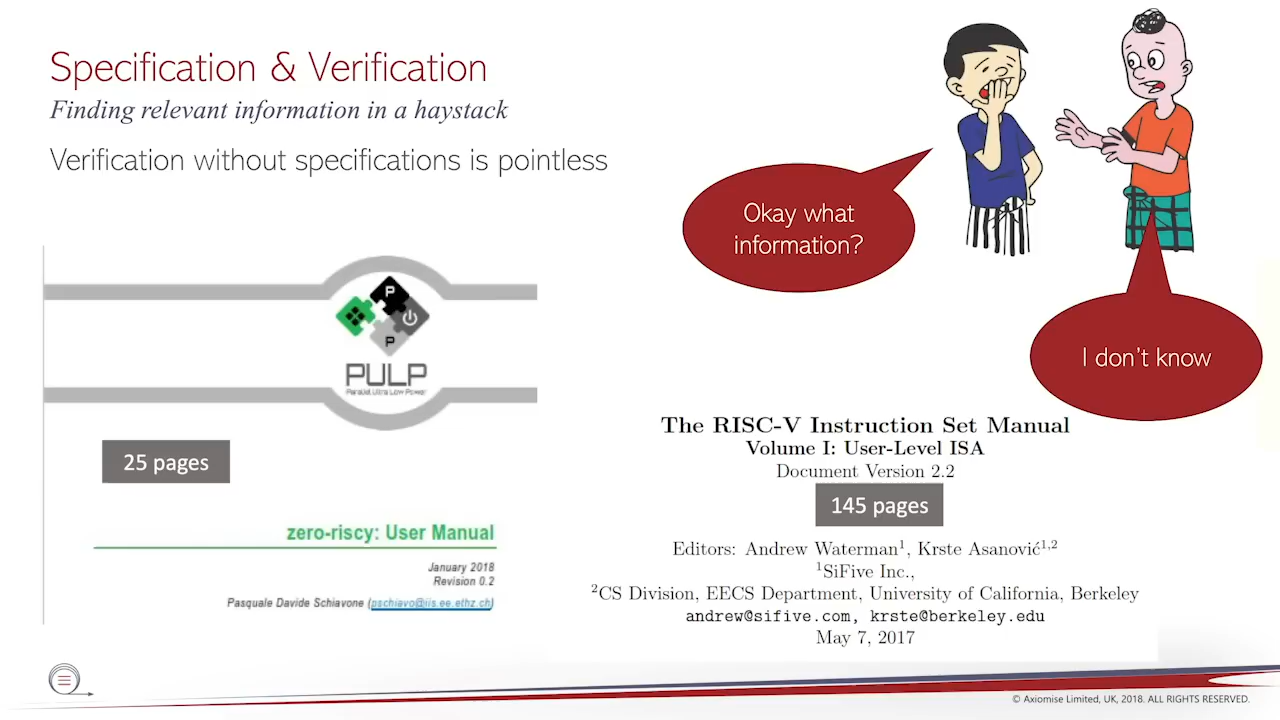 Specification & Verification
Finding relevant information in a haystack
Verification without specifications is pointless
Okay what
information?
I don't know
P
P
PULP
Parallel Ultra Low Power
25 pages
zero-riscy: User Manual
January 2018
Revision 0.2
Pasquale Davide Schiavone (pschiavo@iis.ee.ethz.ch)
The RISC-V Instruction Set Manual
Volume I: User-Level ISA
Document Version 2.2
145 pages
Editors: Andrew Waterman1, Krste Asanović1,2
1SiFive Inc.,
2CS Division, EECS Department, University of California, Berkeley
andrew@sifive.com, krste@berkeley.edu
May 7, 2017
© Axiomise Limited, UK, 2018. ALL RIGHTS RESERVED.